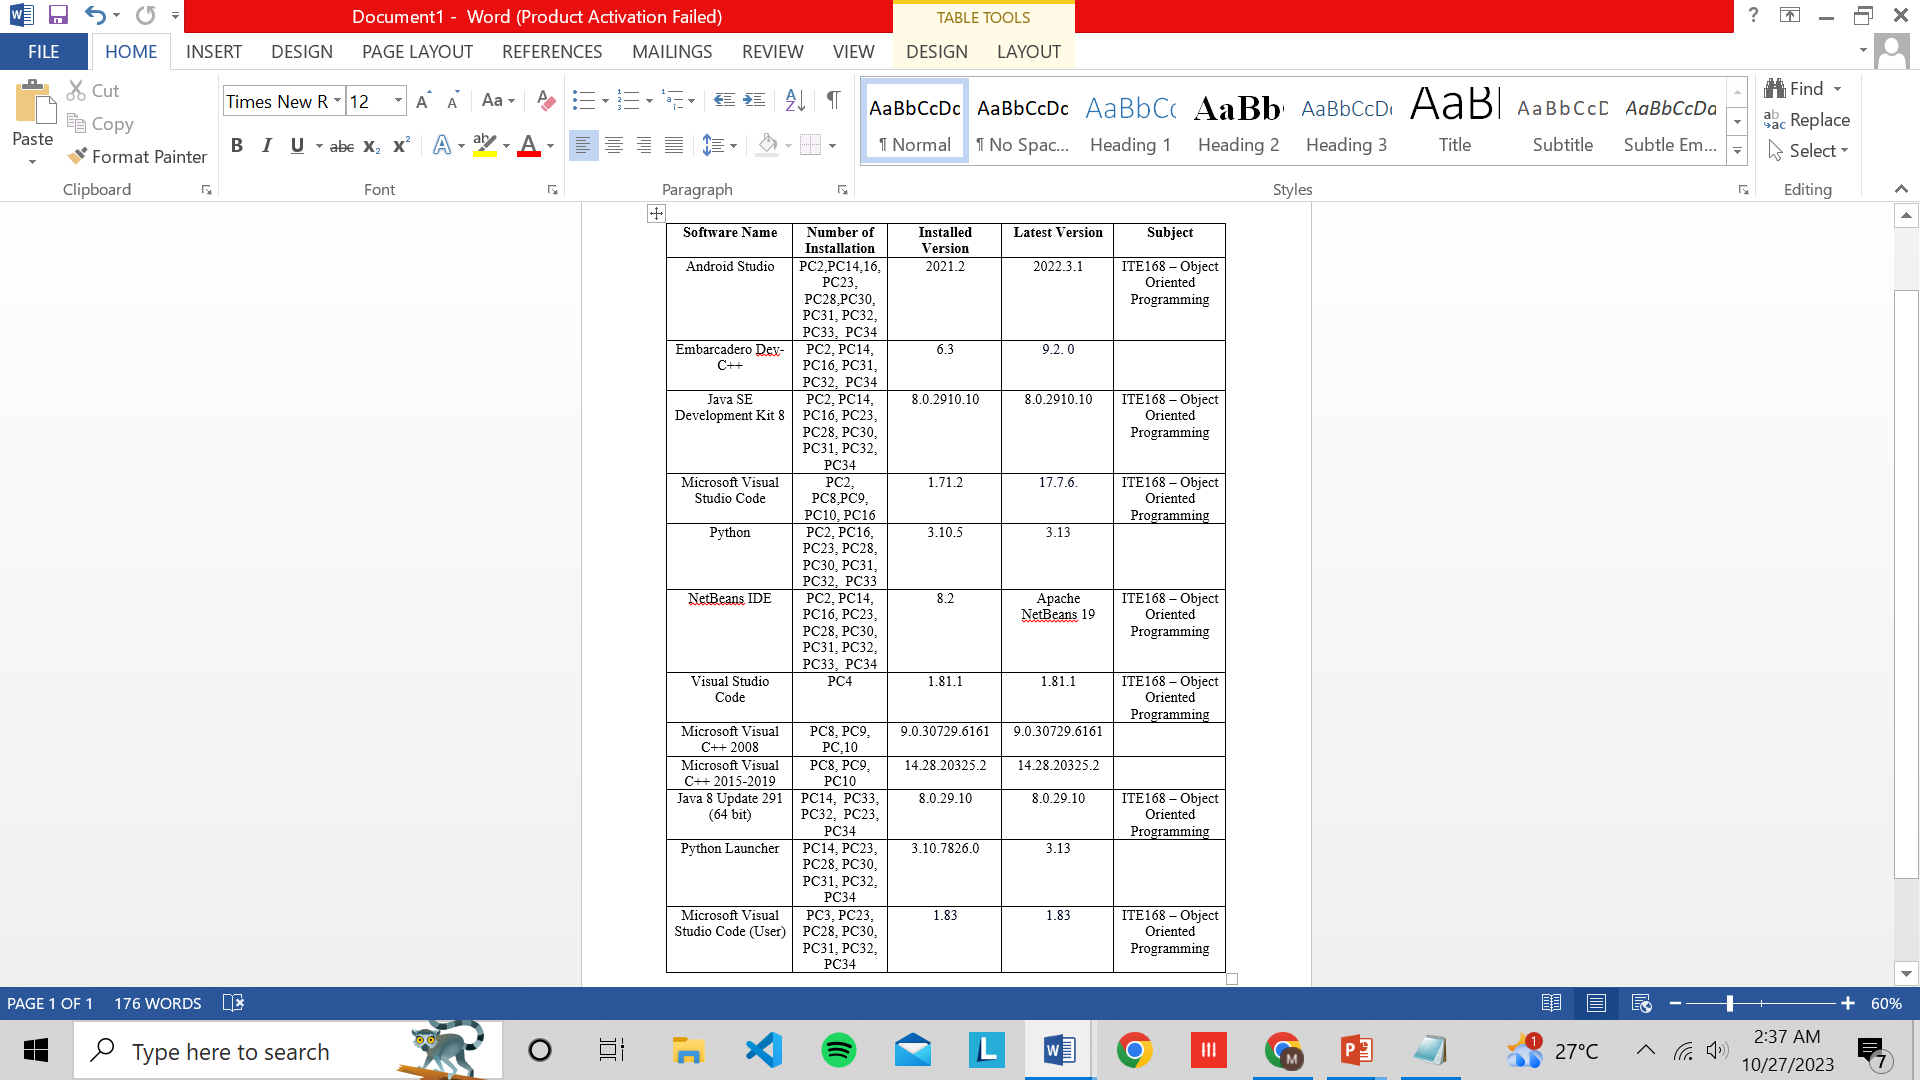 Document1 - Word (Product Activation Failed)
TABLE TOOLS
?
FILE
HOME
INSERT
DESIGN
PAGE LAYOUT
REFERENCES
MAILINGS
REVIEW
VIEW
DESIGN
LAYOUT
Paste
Cut
Copy
Format Painter
Clipboard
Times New R
12
Aa
B I U abc X₂ X²
Font
Paragraph
AaBbCcDc
¶ Normal
AaBbCcDc
¶ No Spac...
AaBbCc
Heading 1
AaBb
Heading 2
AaBbCcDc
Heading 3
AaBl
Title
AaBbCcD
Subtitle
AaBbCcDa
Subtle Em...
Styles
Find
Replace
Select
Editing
Software Name
Number of
Installation
Installed
Version
Latest Version
Subject
Android Studio
PC2,PC14,16,
PC23,
PC28,PC30,
PC31, PC32,
PC33, PC34
2021.2
2022.3.1
ITE168 – Object
Oriented
Programming
Embarcadero Dev-
C++
PC2, PC14,
PC16, PC31,
PC32, PC34
6.3
9.2. 0
Java SE
Development Kit 8
PC2, PC14,
PC16, PC23,
PC28, PC30,
PC31, PC32,
PC34
8.0.2910.10
8.0.2910.10
ITE168 – Object
Oriented
Programming
Microsoft Visual
Studio Code
PC2,
PC8,PC9,
PC10, PC16
1.71.2
17.7.6.
ITE168 – Object
Oriented
Programming
Python
PC2, PC16,
PC23, PC28,
PC30, PC31,
PC32, PC33
3.10.5
3.13
NetBeans IDE
PC2, PC14,
PC16, PC23,
PC28, PC30,
PC31, PC32,
PC33, PC34
8.2
Apache
NetBeans 19
ITE168 – Object
Oriented
Programming
Visual Studio
Code
PC4
1.81.1
1.81.1
ITE168 – Object
Oriented
Programming
Microsoft Visual
C++ 2008
PC8, PC9,
PC,10
9.0.30729.6161
9.0.30729.6161
Microsoft Visual
C++ 2015-2019
PC8, PC9,
PC10
14.28.20325.2
14.28.20325.2
Java 8 Update 291
(64 bit)
PC14, PC33,
PC32, PC23,
PC34
8.0.29.10
8.0.29.10
ITE168 – Object
Oriented
Programming
Python Launcher
PC14, PC23,
PC28, PC30,
PC31, PC32,
PC34
3.10.7826.0
3.13
Microsoft Visual
Studio Code (User)
PC3, PC23,
PC28, PC30,
PC31, PC32,
PC34
1.83
1.83
ITE168 – Object
Oriented
Programming
PAGE 1 OF 1
176 WORDS
60%
Type here to search
27°C
2:37 AM
10/27/2023